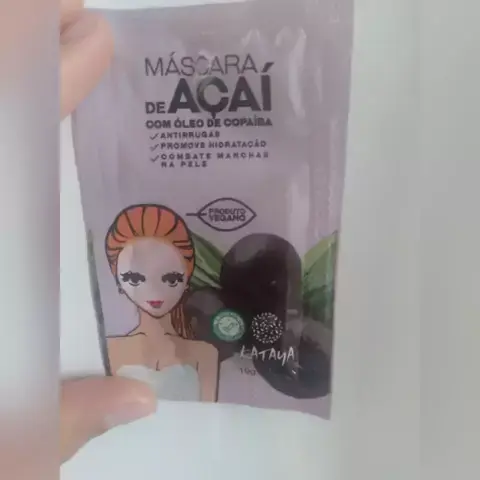 MÁSCARA
DE AÇAÍ
COM ÓLEO DE COPAÍBA
✓ ANTIRRUGAS
✓ PROMOVE HIDRATAÇÃO
✓ COMBATE MANCHAS
NA PELE
PRODUTO
VEGANO
KATAYA